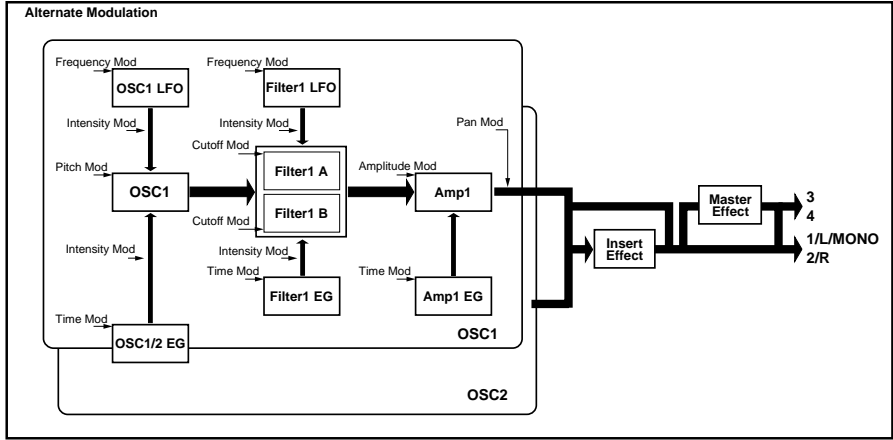 Alternate Modulation
Frequency Mod
OSC1 LFO
Frequency Mod
Filter1 LFO
Intensity Mod
Intensity Mod
Pan Mod
Cutoff Mod
Pitch Mod
OSC1
Filter1 A
Amplitude Mod
Amp1
Filter1 B
Cutoff Mod
Master
Effect
3
4
1/L/MONO
2/R
Insert
Effect
Intensity Mod
Intensity Mod
Time Mod
Filter1 EG
Time Mod
Amp1 EG
Time Mod
OSC1/2 EG
OSC1
OSC2